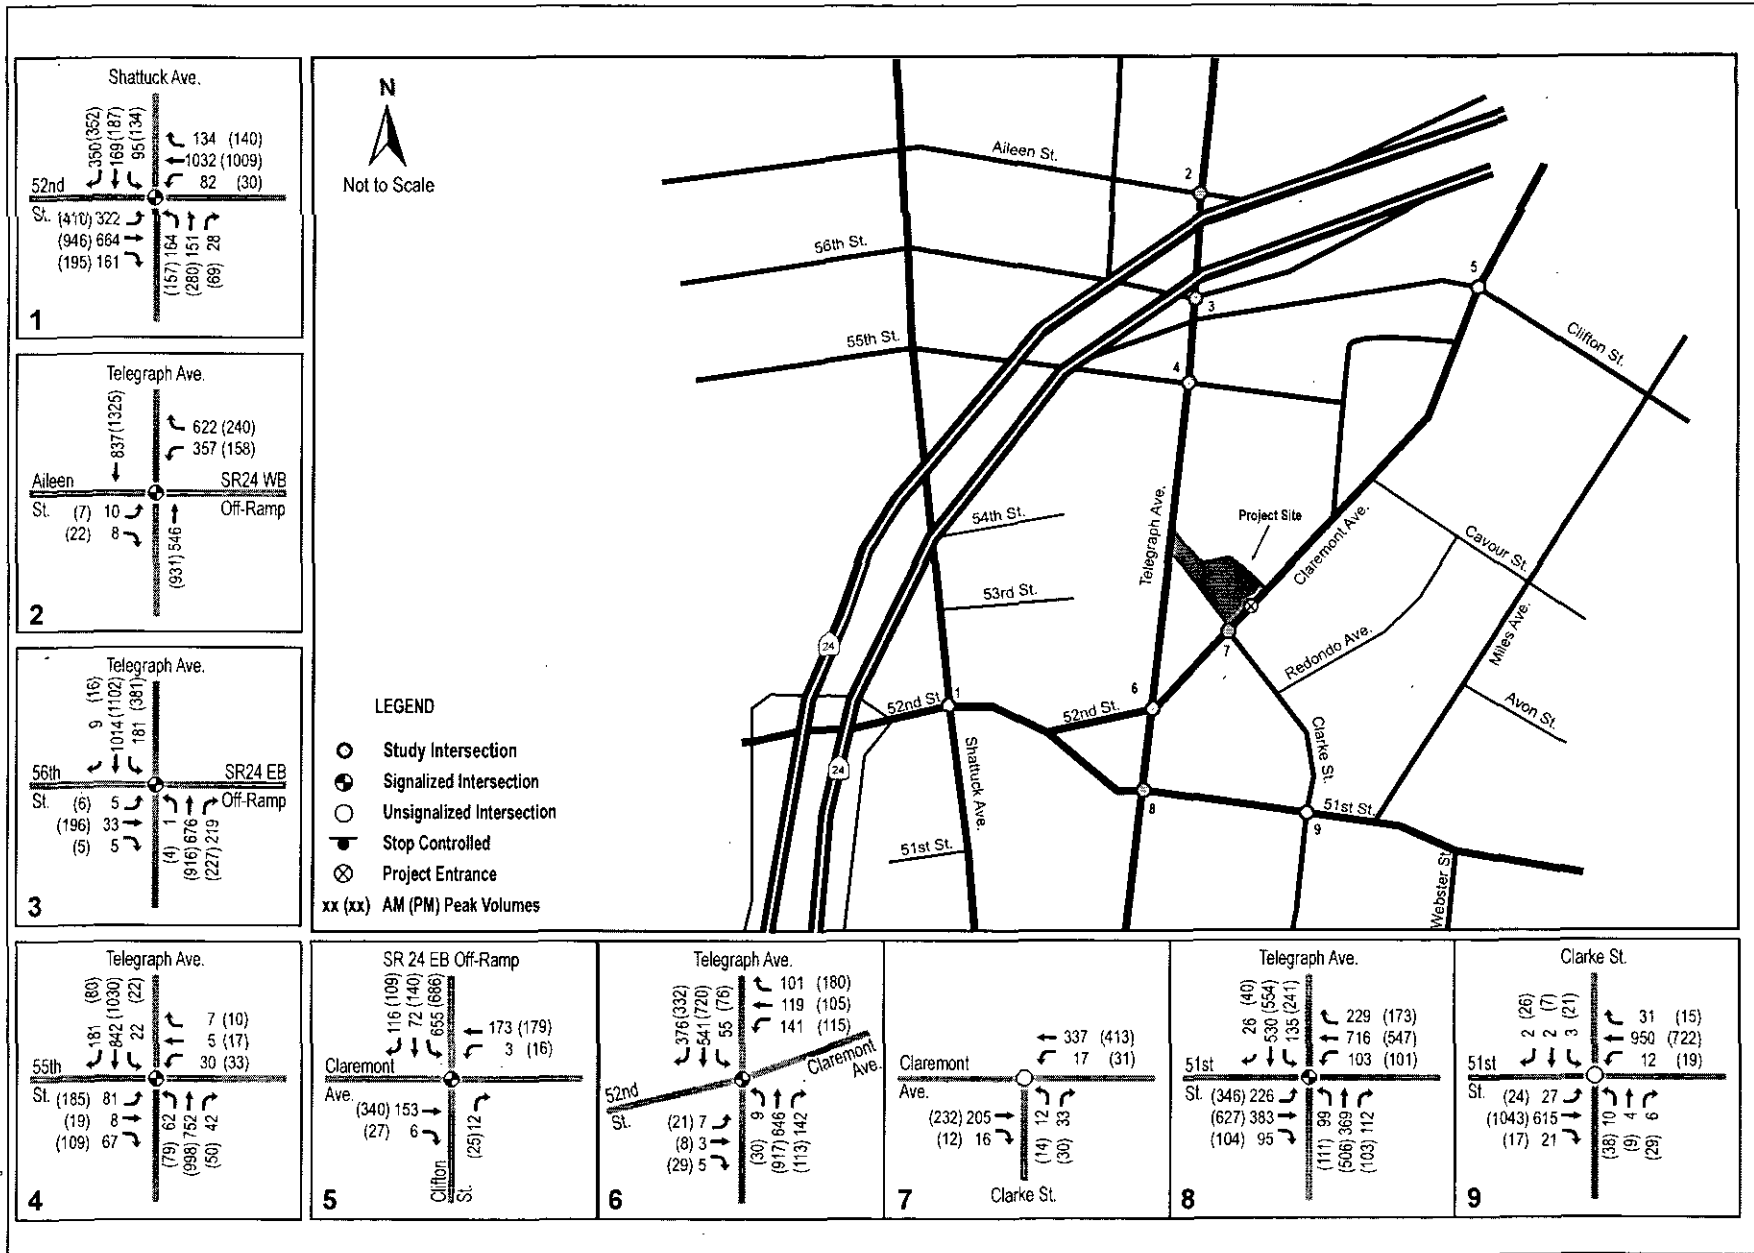 Shattuck Ave.
350 (352)
169 (187)
95 (134)
134 (140)
1032 (1009)
82 (30)
52nd
St.
(410) 322
(946) 664
(195) 161
(157) 164
(280) 151
(69) 28
1
Telegraph Ave.
837 (1325)
622 (240)
357 (158)
Aileen
St.
SR24 WB
Off-Ramp
(7) 10
(22) 8
(931) 546
2
Telegraph Ave.
9 (16)
1014 (1102)
181 (381)
56th
St.
SR24 EB
Off-Ramp
(6) 5
(196) 33
(5) 5
(4) 1
(916) 676
(227) 219
3
Telegraph Ave.
181 (80)
842 (1030)
22 (22)
7 (10)
5 (17)
30 (33)
55th
St.
(185) 81
(19) 8
(109) 67
(79) 62
(998) 752
(50) 42
4
N
Not to Scale
Aileen St.
56th St.
55th St.
54th St.
53rd St.
52nd St.
52nd St.
51st St.
51st St.
Shattuck Ave.
Telegraph Ave.
Claremont Ave.
Clifton St.
Cavour St.
Miles Ave.
Redondo Ave.
Avon St.
Clarke St.
Webster St.
Project Site
24
24
1
2
3
4
5
6
7
8
9
LEGEND
Study Intersection
Signalized Intersection
Unsignalized Intersection
Stop Controlled
Project Entrance
xx (xx) AM (PM) Peak Volumes
SR 24 EB Off-Ramp
116 (109)
72 (140)
655 (686)
173 (179)
3 (16)
Claremont
Ave.
(340) 153
(27) 6
(25) 12
Clifton
St.
5
Telegraph Ave.
376 (332)
541 (720)
55 (76)
101 (180)
119 (105)
141 (115)
Claremont
Ave.
52nd
St.
(21) 7
(8) 3
(29) 5
(30) 9
(917) 646
(113) 142
6
337 (413)
17 (31)
Claremont
Ave.
(232) 205
(12) 16
(14) 12
(30) 33
Clarke St.
7
Telegraph Ave.
26 (40)
530 (554)
135 (241)
229 (173)
716 (547)
103 (101)
51st
St.
(346) 226
(627) 383
(104) 95
(111) 99
(506) 369
(103) 112
8
Clarke St.
2 (26)
2 (7)
3 (21)
31 (15)
950 (722)
12 (19)
51st
St.
(24) 27
(1043) 615
(17) 21
(38) 10
(9) 4
(29) 6
9